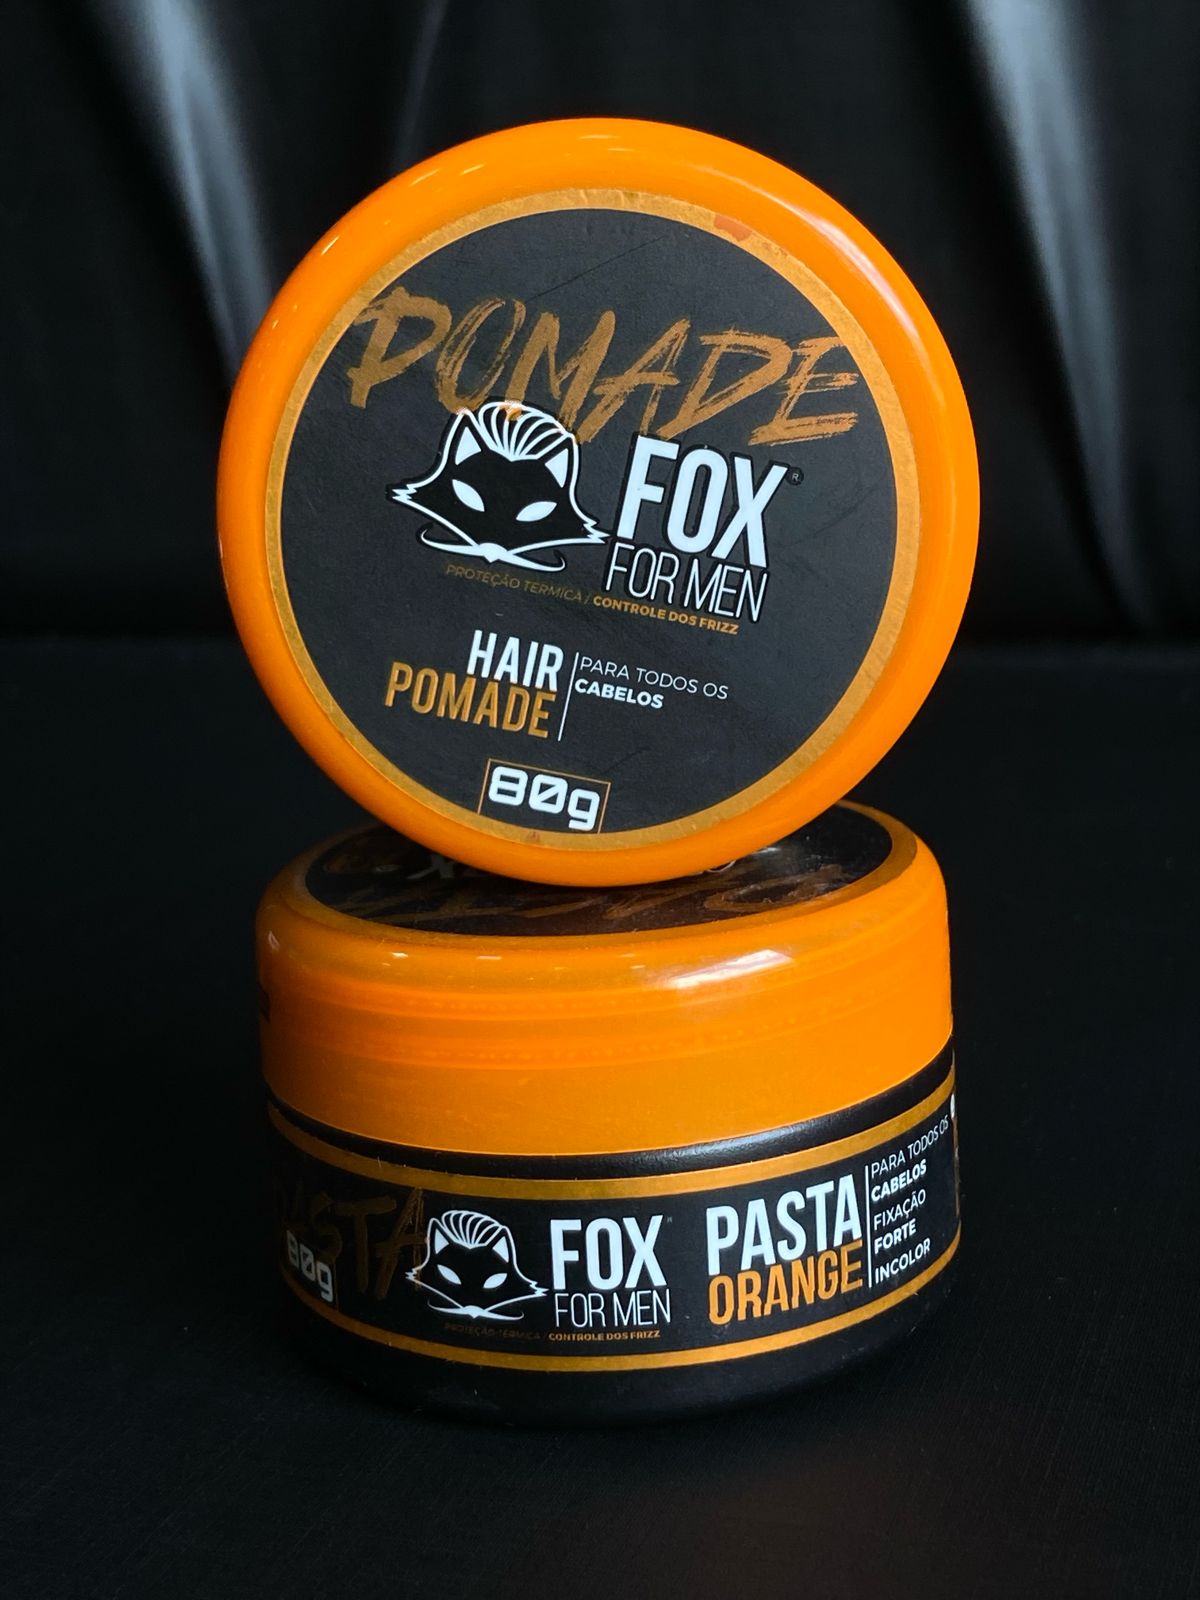 POMADE
FOX®
FOR MEN
PROTEÇÃO TÉRMICA / CONTROLE DOS FRIZZ
HAIR
POMADE
PARA TODOS OS
CABELOS
80g
PASTA
80g
FOX
FOR MEN
PROTEÇÃO TÉRMICA / CONTROLE DOS FRIZZ
PASTA
ORANGE
PARA TODOS OS
CABELOS
FIXAÇÃO
FORTE
INCOLOR